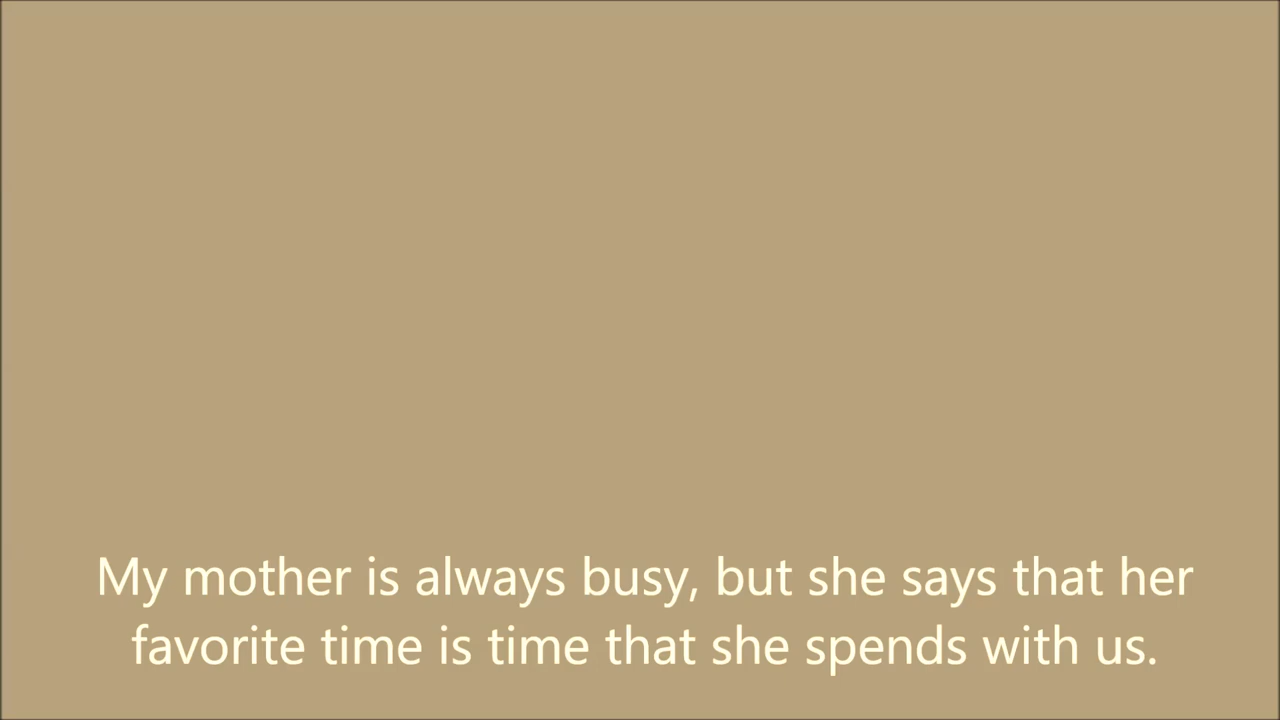 My mother is always busy, but she says that her
favorite time is time that she spends with us.